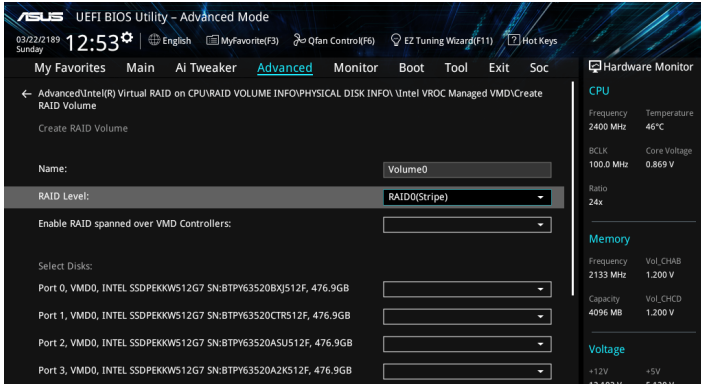 ASUS UEFI BIOS Utility – Advanced Mode
03/22/2189
Sunday
12:53
English
MyFavorite(F3)
Qfan Control(F6)
EZ Tuning Wizard(F11)
? Hot Keys
My Favorites Main Ai Tweaker Advanced Monitor Boot Tool Exit Soc
Advanced\Intel(R) Virtual RAID on CPU\RAID VOLUME INFO\PHYSICAL DISK INFO\ \Intel VROC Managed VMD\Create
RAID Volume
Create RAID Volume
Name: Volume0
RAID Level: RAID0(Stripe)
Enable RAID spanned over VMD Controllers:
Select Disks:
Port 0, VMD0, INTEL SSDPEKKW512G7 SN:BTPY63520BXJ512F, 476.9GB
Port 1, VMD0, INTEL SSDPEKKW512G7 SN:BTPY63520CTR512F, 476.9GB
Port 2, VMD0, INTEL SSDPEKKW512G7 SN:BTPY63520ASU512F, 476.9GB
Port 3, VMD0, INTEL SSDPEKKW512G7 SN:BTPY63520A2K512F, 476.9GB
Hardware Monitor
CPU
Frequency Temperature
2400 MHz 46°C
BCLK Core Voltage
100.0 MHz 0.869 V
Ratio
24x
Memory
Frequency Vol_CHAB
2133 MHz 1.200 V
Capacity Vol_CHCD
4096 MB 1.200 V
Voltage
+12V +5V